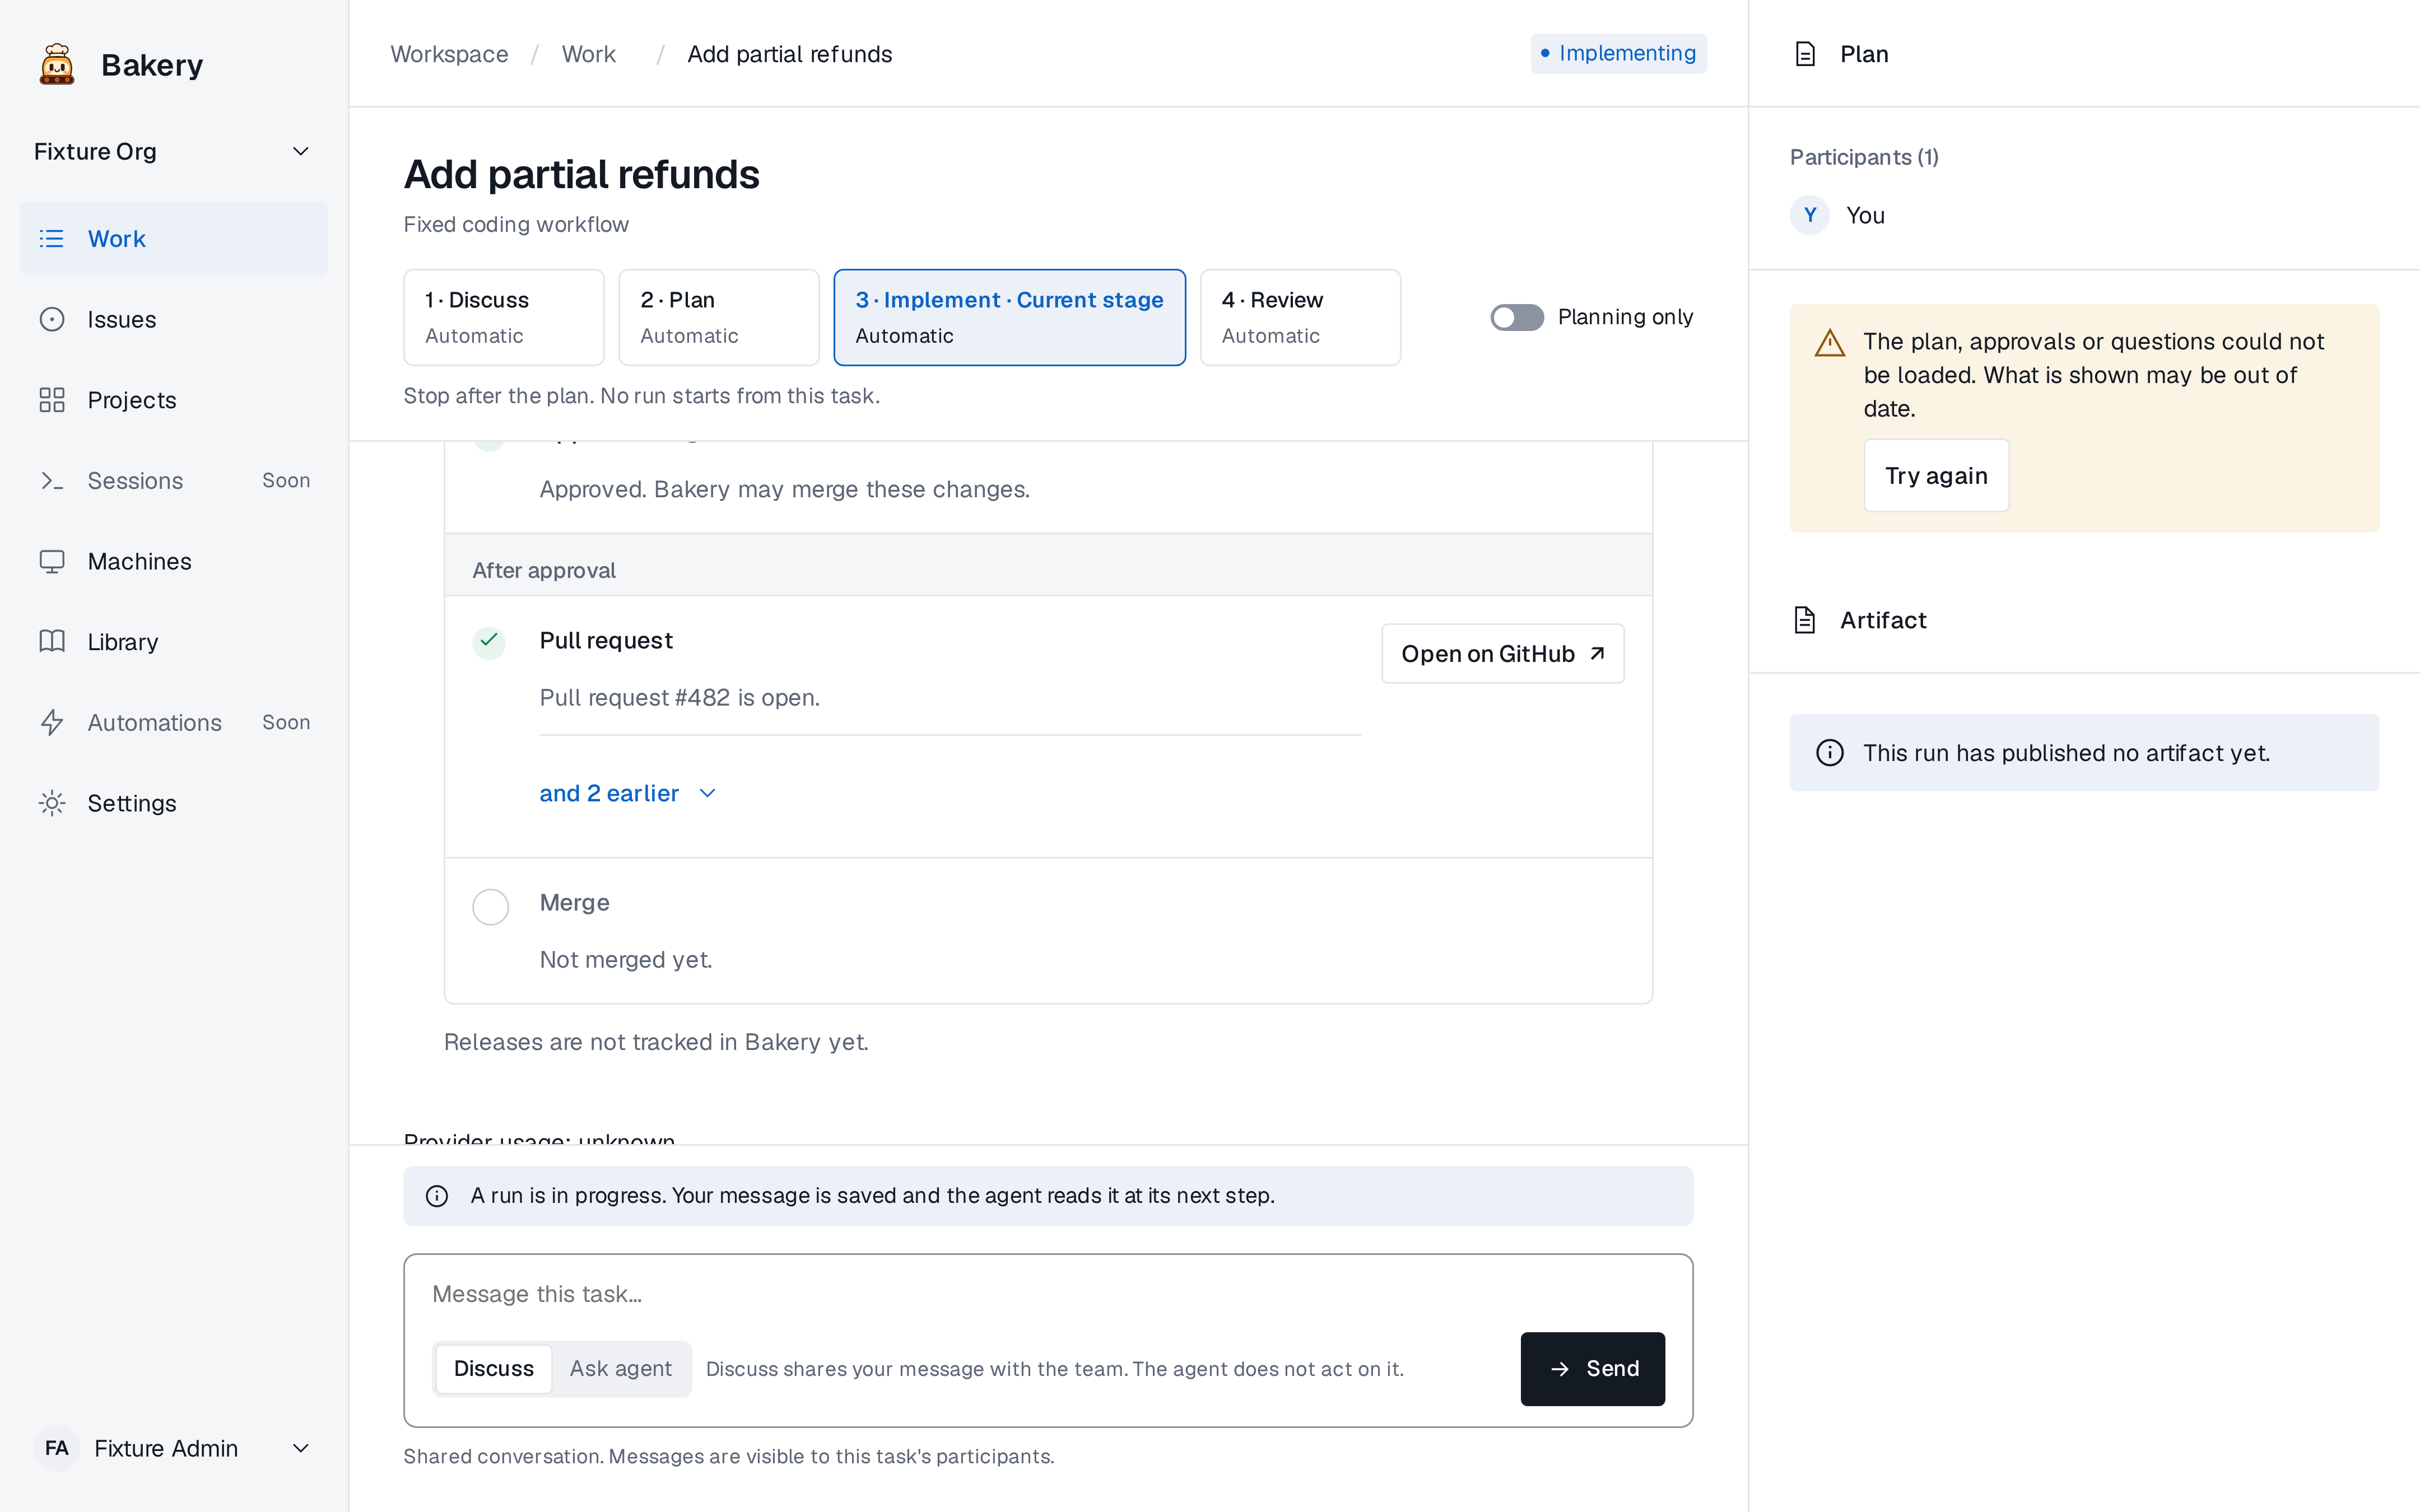 Bakery
Fixture Org
Work
Issues
Projects
Sessions Soon
Machines
Library
Automations Soon
Settings
FA Fixture Admin
Workspace / Work / Add partial refunds
Implementing
Add partial refunds
Fixed coding workflow
1 · Discuss
Automatic
2 · Plan
Automatic
3 · Implement · Current stage
Automatic
4 · Review
Automatic
Planning only
Stop after the plan. No run starts from this task.
Approved. Bakery may merge these changes.
After approval
Pull request
Open on GitHub
Pull request #482 is open.
and 2 earlier
Merge
Not merged yet.
Releases are not tracked in Bakery yet.
Provider usage: unknown
A run is in progress. Your message is saved and the agent reads it at its next step.
Message this task...
Discuss
Ask agent
Discuss shares your message with the team. The agent does not act on it.
Send
Shared conversation. Messages are visible to this task's participants.
Plan
Participants (1)
Y You
The plan, approvals or questions could not
be loaded. What is shown may be out of
date.
Try again
Artifact
This run has published no artifact yet.